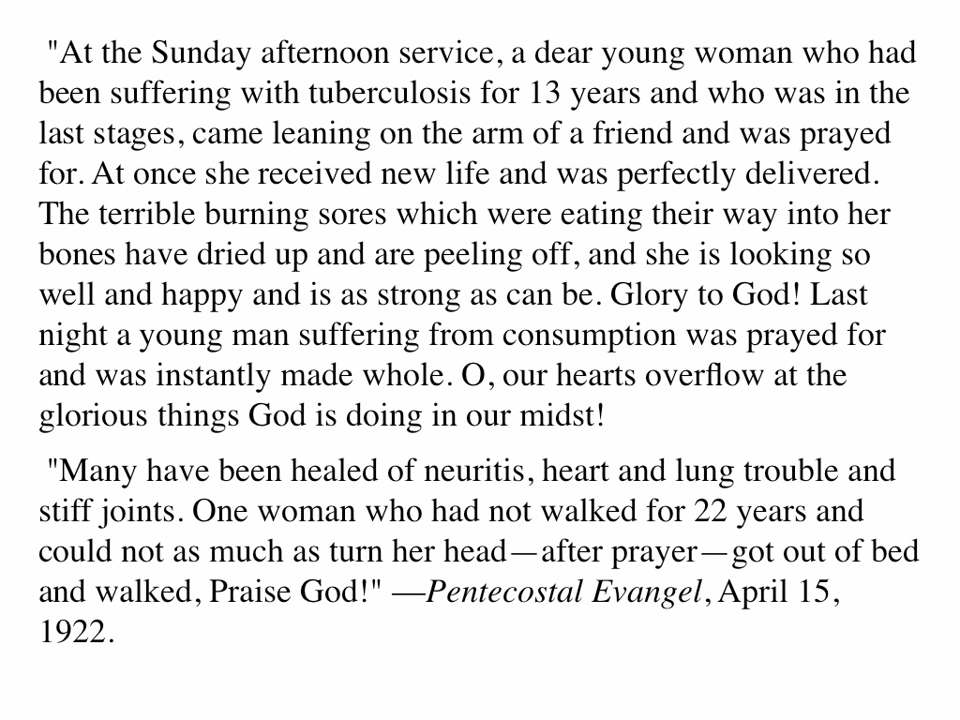 "At the Sunday afternoon service, a dear young woman who had
been suffering with tuberculosis for 13 years and who was in the
last stages, came leaning on the arm of a friend and was prayed
for. At once she received new life and was perfectly delivered.
The terrible burning sores which were eating their way into her
bones have dried up and are peeling off, and she is looking so
well and happy and is as strong as can be. Glory to God! Last
night a young man suffering from consumption was prayed for
and was instantly made whole. O, our hearts overflow at the
glorious things God is doing in our midst!
"Many have been healed of neuritis, heart and lung trouble and
stiff joints. One woman who had not walked for 22 years and
could not as much as turn her head—after prayer—got out of bed
and walked, Praise God!" —Pentecostal Evangel, April 15,
1922.